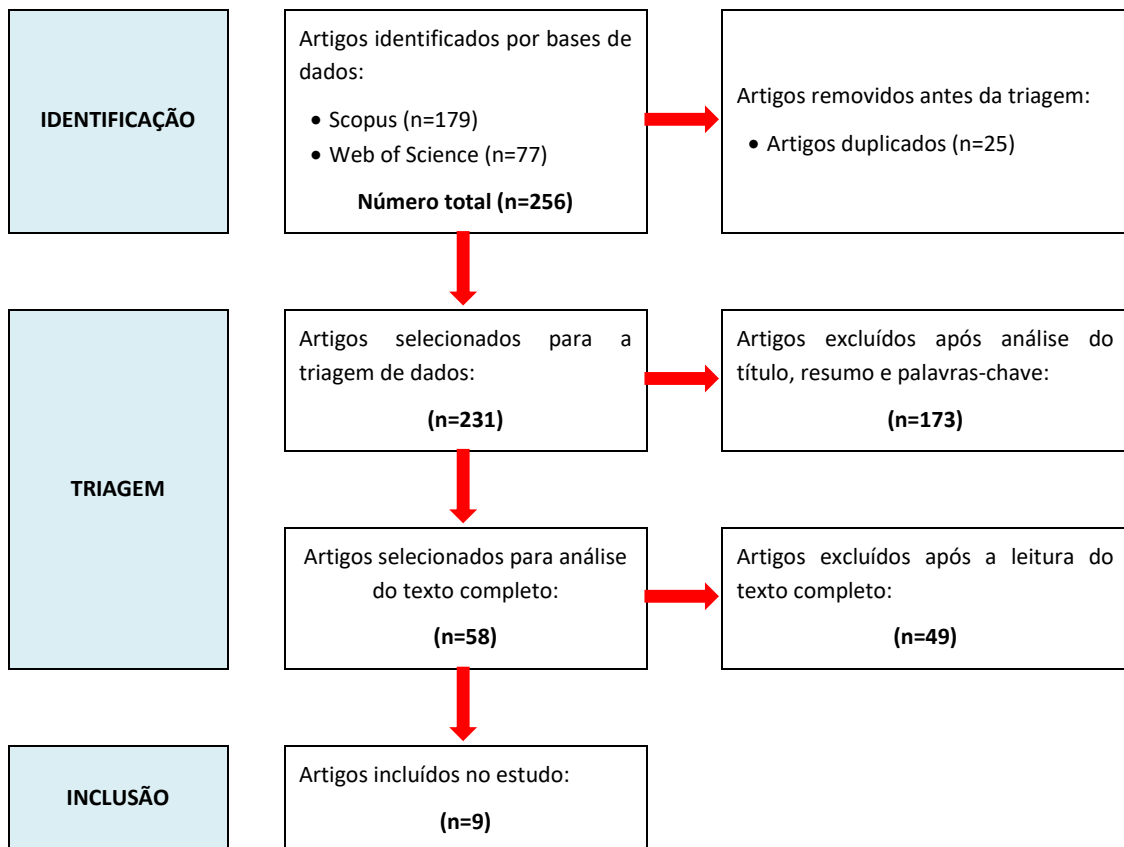 IDENTIFICAÇÃO
Artigos identificados por bases de
dados:
• Scopus (n=179)
• Web of Science (n=77)
Número total (n=256)
Artigos removidos antes da triagem:
• Artigos duplicados (n=25)
TRIAGEM
Artigos selecionados para a
triagem de dados:
(n=231)
Artigos excluídos após análise do
título, resumo e palavras-chave:
(n=173)
Artigos selecionados para análise
do texto completo:
(n=58)
Artigos excluídos após a leitura do
texto completo:
(n=49)
INCLUSÃO
Artigos incluídos no estudo:
(n=9)